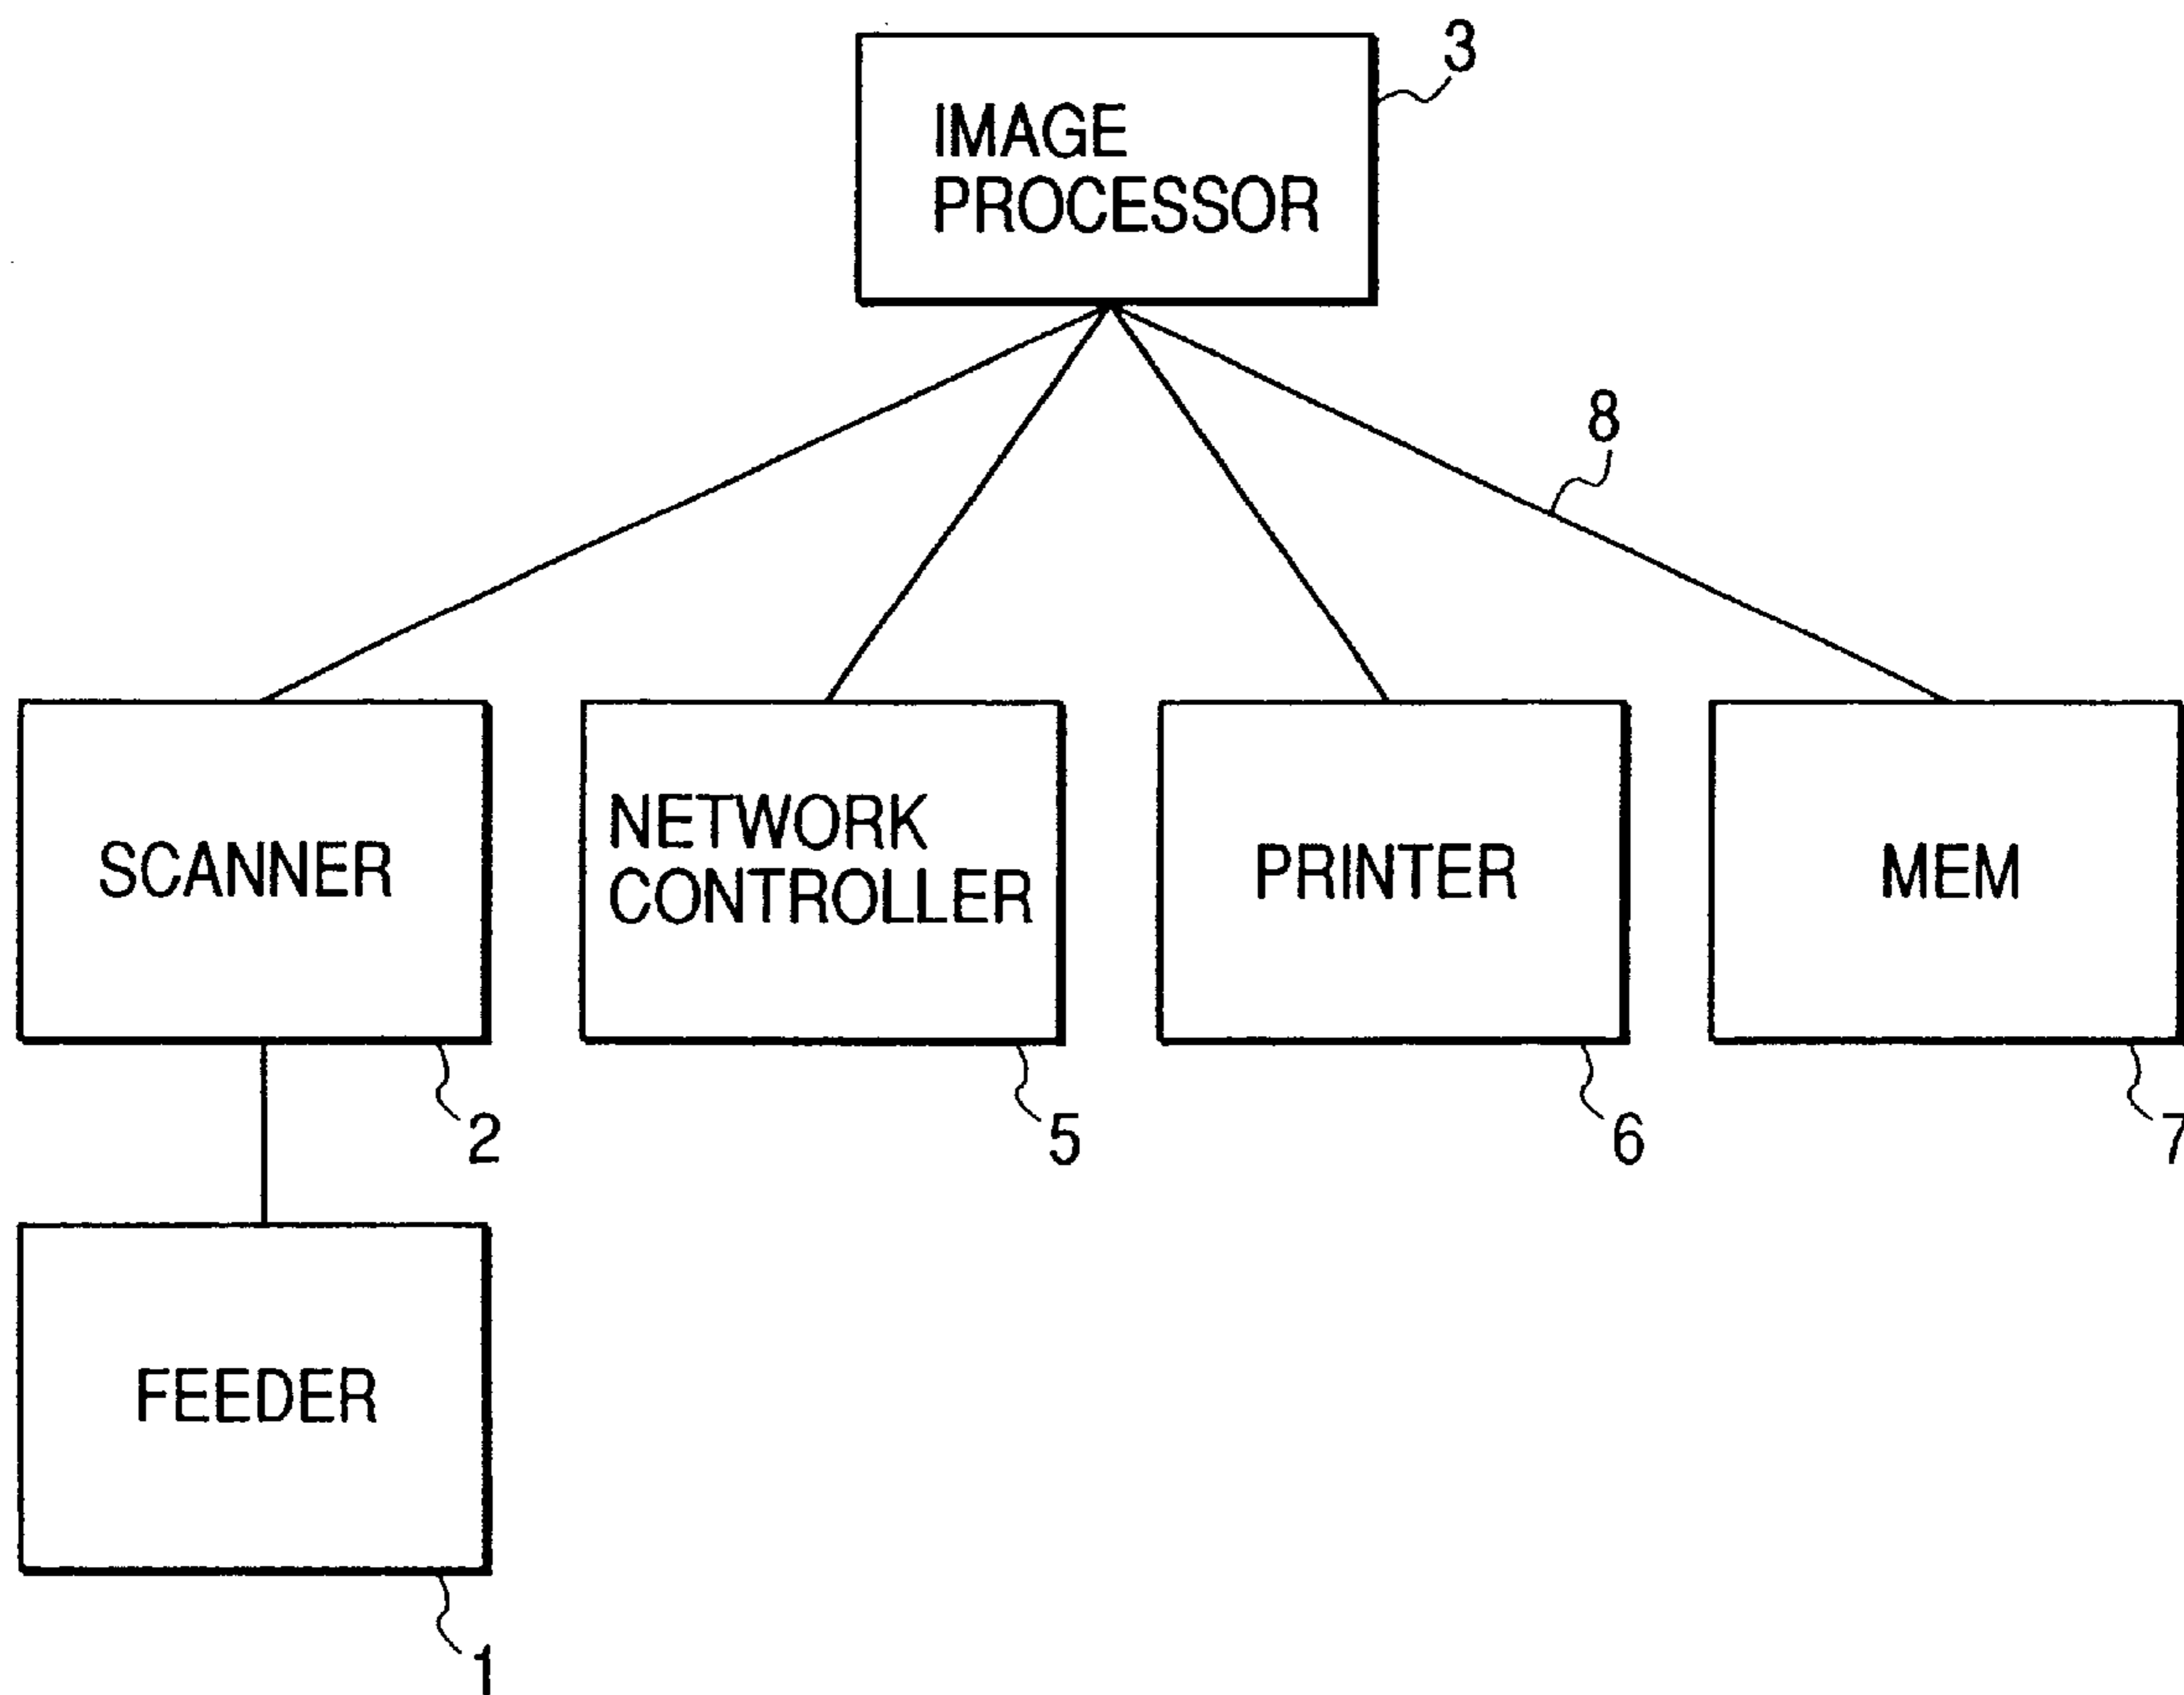 3
IMAGE
PROCESSOR
8
SCANNER
NETWORK
CONTROLLER
PRINTER
MEM
2
5
6
7
FEEDER
1